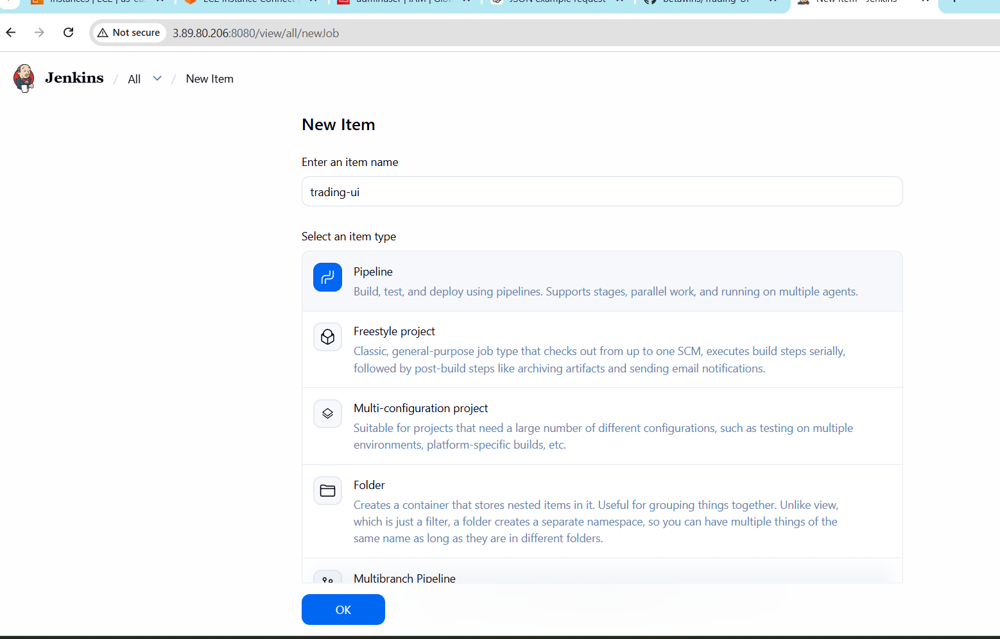 Not secure 3.89.80.206:8080/view/all/newJob
Jenkins / All / New Item
New Item
Enter an item name
trading-ui
Select an item type
Pipeline
Build, test, and deploy using pipelines. Supports stages, parallel work, and running on multiple agents.
Freestyle project
Classic, general-purpose job type that checks out from up to one SCM, executes build steps serially,
followed by post-build steps like archiving artifacts and sending email notifications.
Multi-configuration project
Suitable for projects that need a large number of different configurations, such as testing on multiple
environments, platform-specific builds, etc.
Folder
Creates a container that stores nested items in it. Useful for grouping things together. Unlike view,
which is just a filter, a folder creates a separate namespace, so you can have multiple things of the
same name as long as they are in different folders.
Multibranch Pipeline
OK